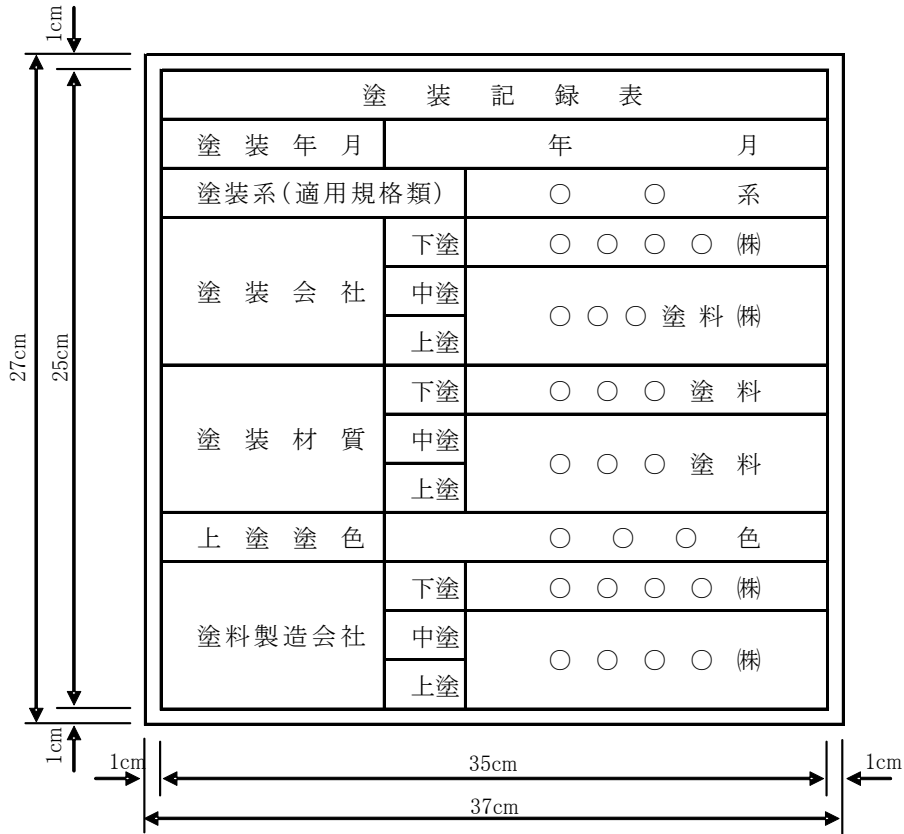 1cm
塗装記録表
塗装年月 年 月
塗装系(適用規格類) ○ ○ 系
下塗 ○ ○ ○ ○ ㈱
塗装会社 中塗 ○ ○ ○ 塗 料 ㈱
上塗
下塗 ○ ○ ○ 塗 料
塗装材質 中塗 ○ ○ ○ 塗 料
上塗
上塗塗色 ○ ○ ○ 色
下塗 ○ ○ ○ ○ ㈱
塗料製造会社 中塗 ○ ○ ○ ○ ㈱
上塗
27cm
25cm
1cm
1cm
35cm
1cm
37cm